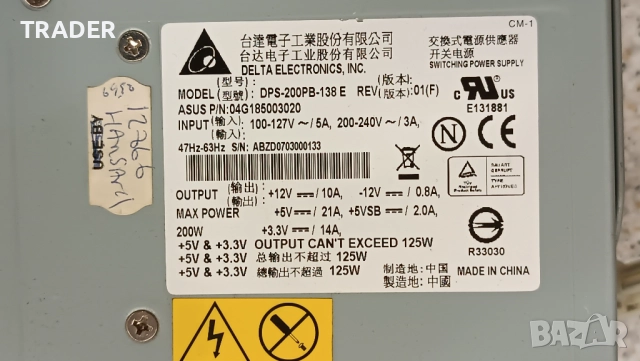 TRADER
CM-1
台達電子工業股份有限公司
台达电子工业股份有限公司
DELTA ELECTRONICS, INC.
交換式電源供應器
开关电源
SWITCHING POWER SUPPLY
(型号): (版本):
MODEL (型號): DPS-200PB-138 E REV(版本):01(F)
ASUS P/N:04G185003020
INPUT (輸入): 100-127V~/5A, 200-240V~/3A,
(输入)
47Hz-63Hz S/N: ABZD0703000133
c US
E131881
N
TÜV
R33030
OUTPUT (输出): +12V⎓/10A, -12V⎓/0.8A,
(輸出)
MAX POWER +5V⎓/21A, +5VSB⎓/2.0A,
200W +3.3V⎓/14A,
+5V & +3.3V OUTPUT CAN'T EXCEED 125W
+5V & +3.3V 总输出不超过 125W
+5V & +3.3V 總輸出不超過 125W
制造地: 中国
製造地: 中國
MADE IN CHINA
12766
HANSARI
BAZAR